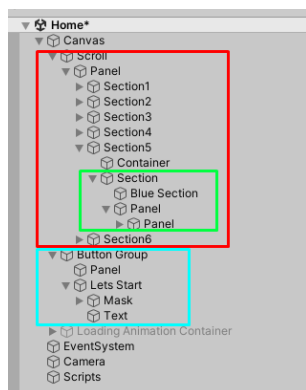 Home*
Canvas
Scroll
Panel
Section1
Section2
Section3
Section4
Section5
Container
Section
Blue Section
Panel
Panel
Section6
Button Group
Panel
Lets Start
Mask
Text
Loading Animation Container
EventSystem
Camera
Scripts